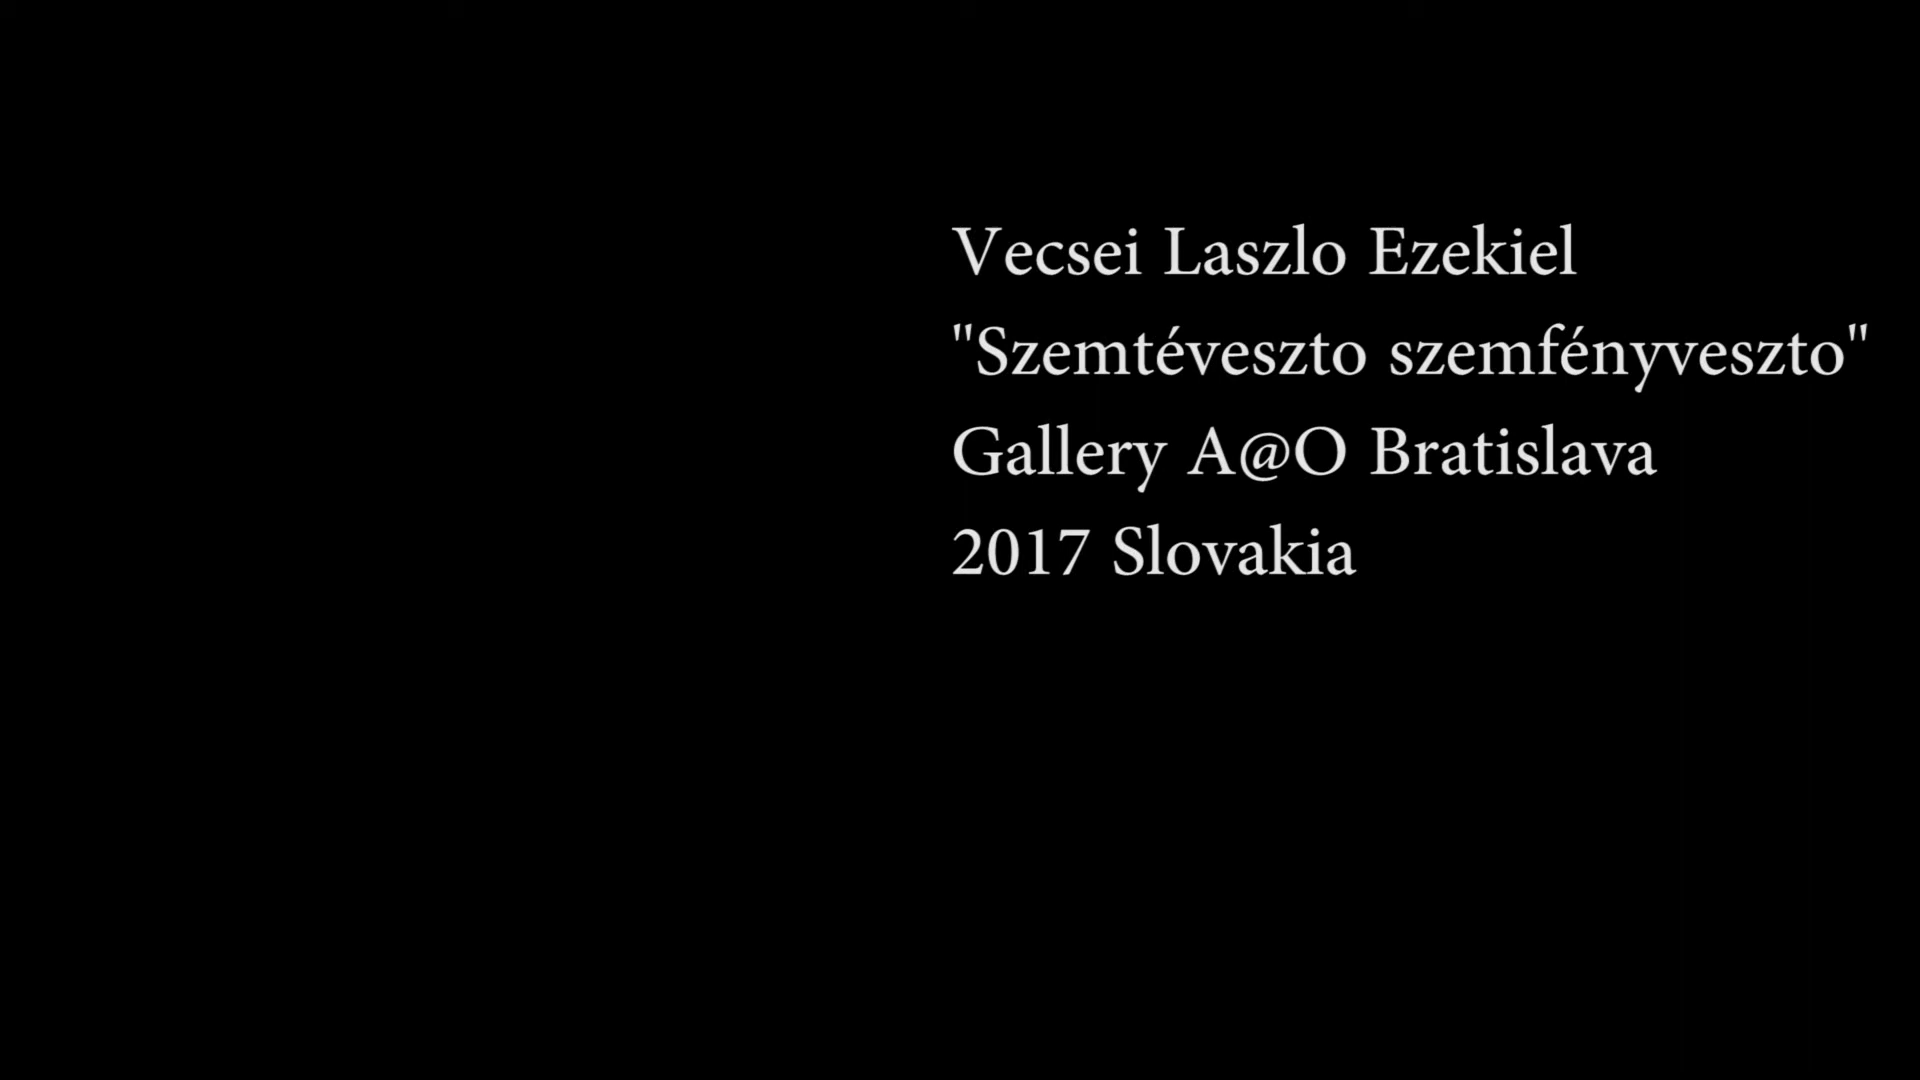 Vecsei Laszlo Ezekiel
"Szemtéveszto szemfényveszto"
Gallery A@O Bratislava
2017 Slovakia